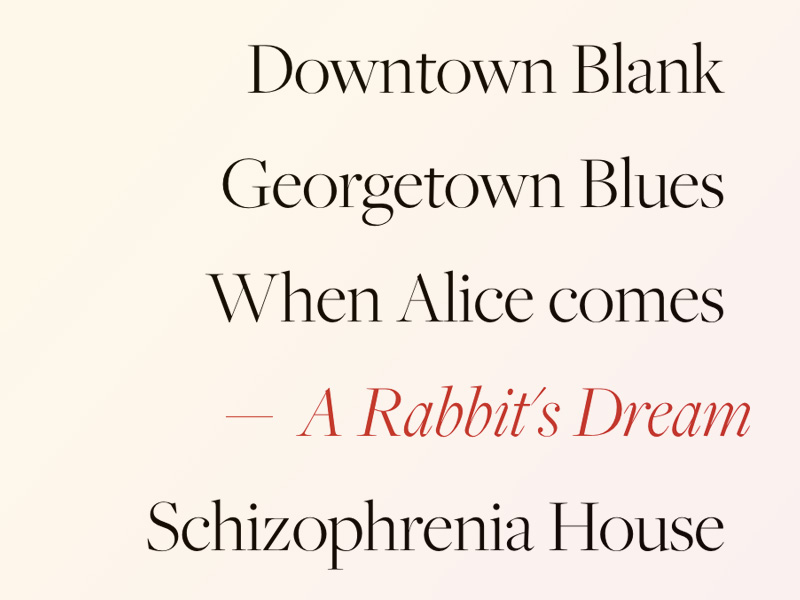 Downtown Blank
Georgetown Blues
When Alice comes
— A Rabbit's Dream
Schizophrenia House